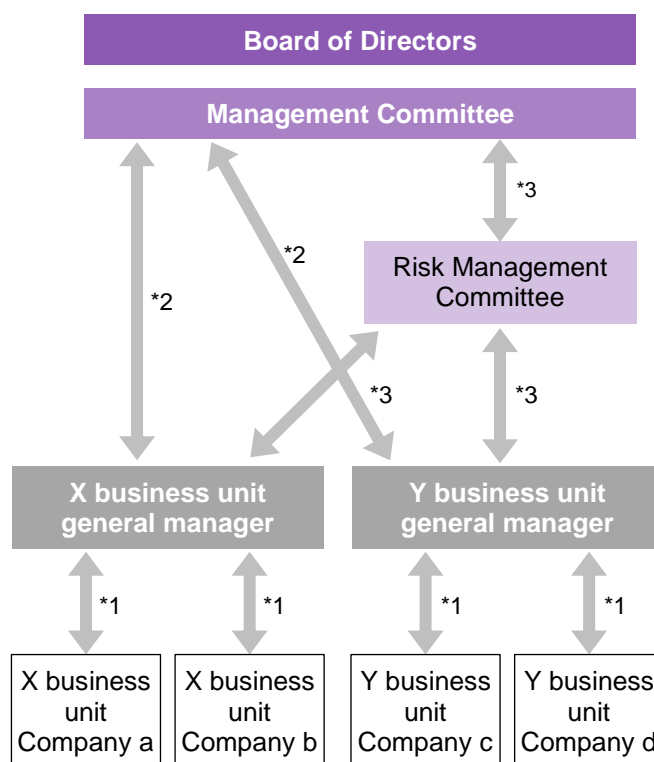 Board of Directors
Management Committee
*3
Risk Management
Committee
*2
*2
*3
*3
X business unit
general manager
Y business unit
general manager
*1
*1
*1
*1
X business
unit
Company a
X business
unit
Company b
Y business
unit
Company c
Y business
unit
Company d